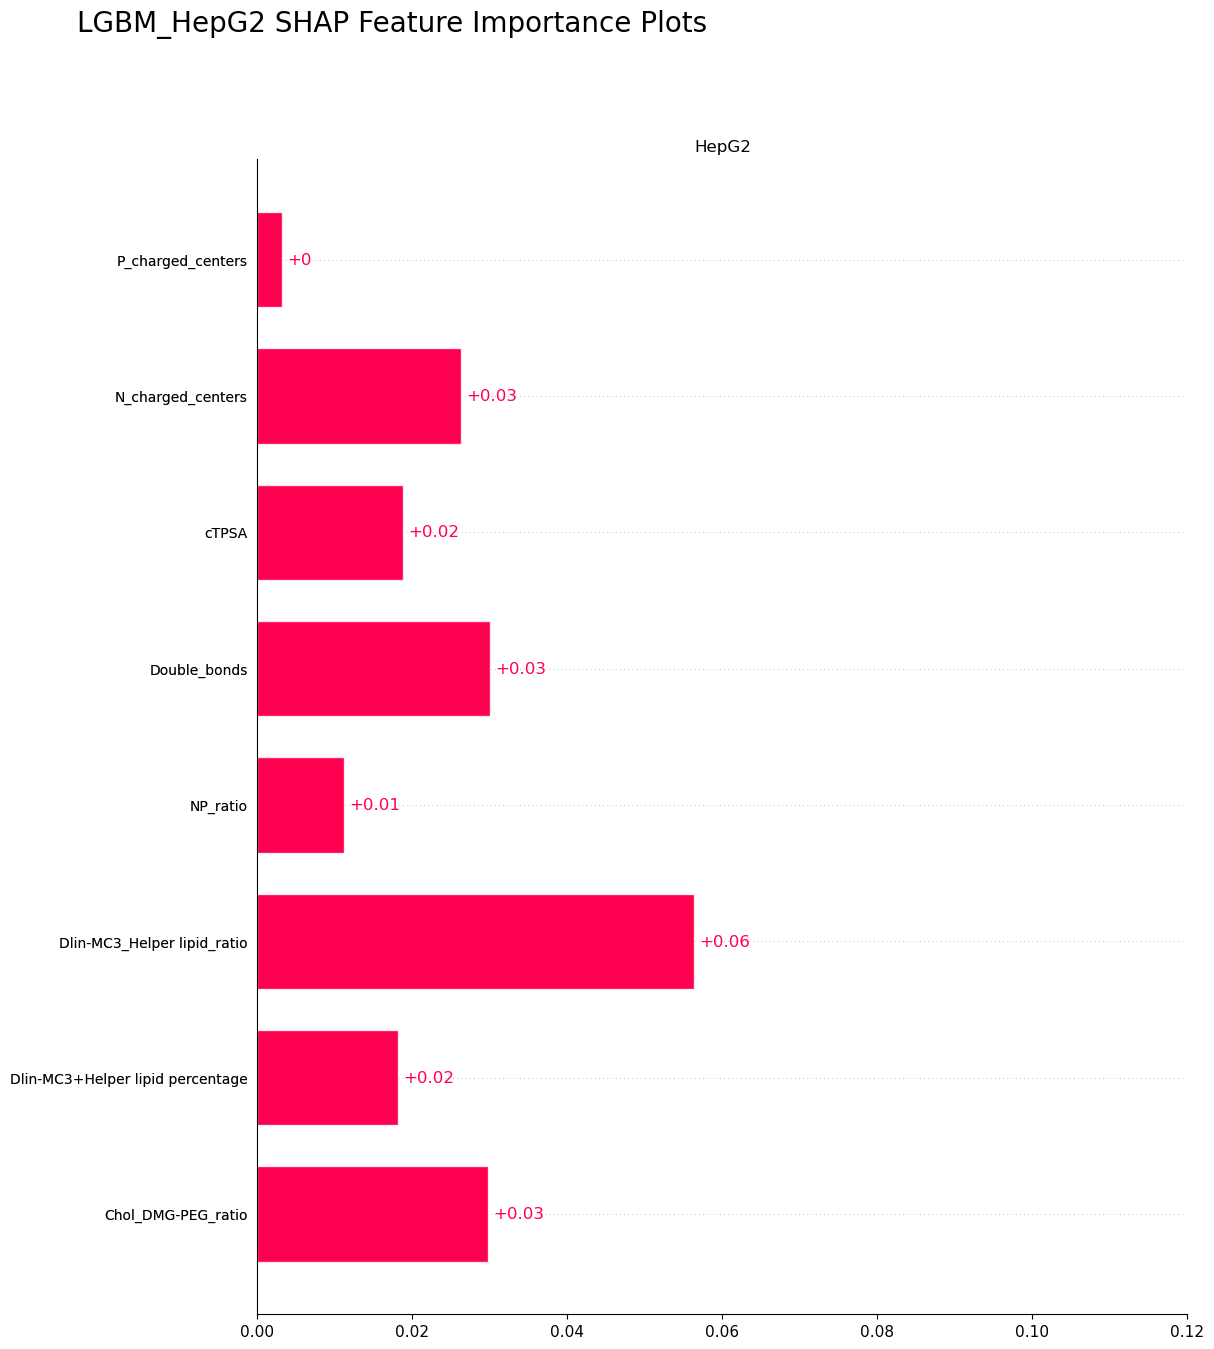 LGBM_HepG2 SHAP Feature Importance Plots
HepG2
P_charged_centers
+0
N_charged_centers
+0.03
cTPSA
+0.02
Double_bonds
+0.03
NP_ratio
+0.01
Dlin-MC3_Helper lipid_ratio
+0.06
Dlin-MC3+Helper lipid percentage
+0.02
Chol_DMG-PEG_ratio
+0.03
0.00 0.02 0.04 0.06 0.08 0.10 0.12